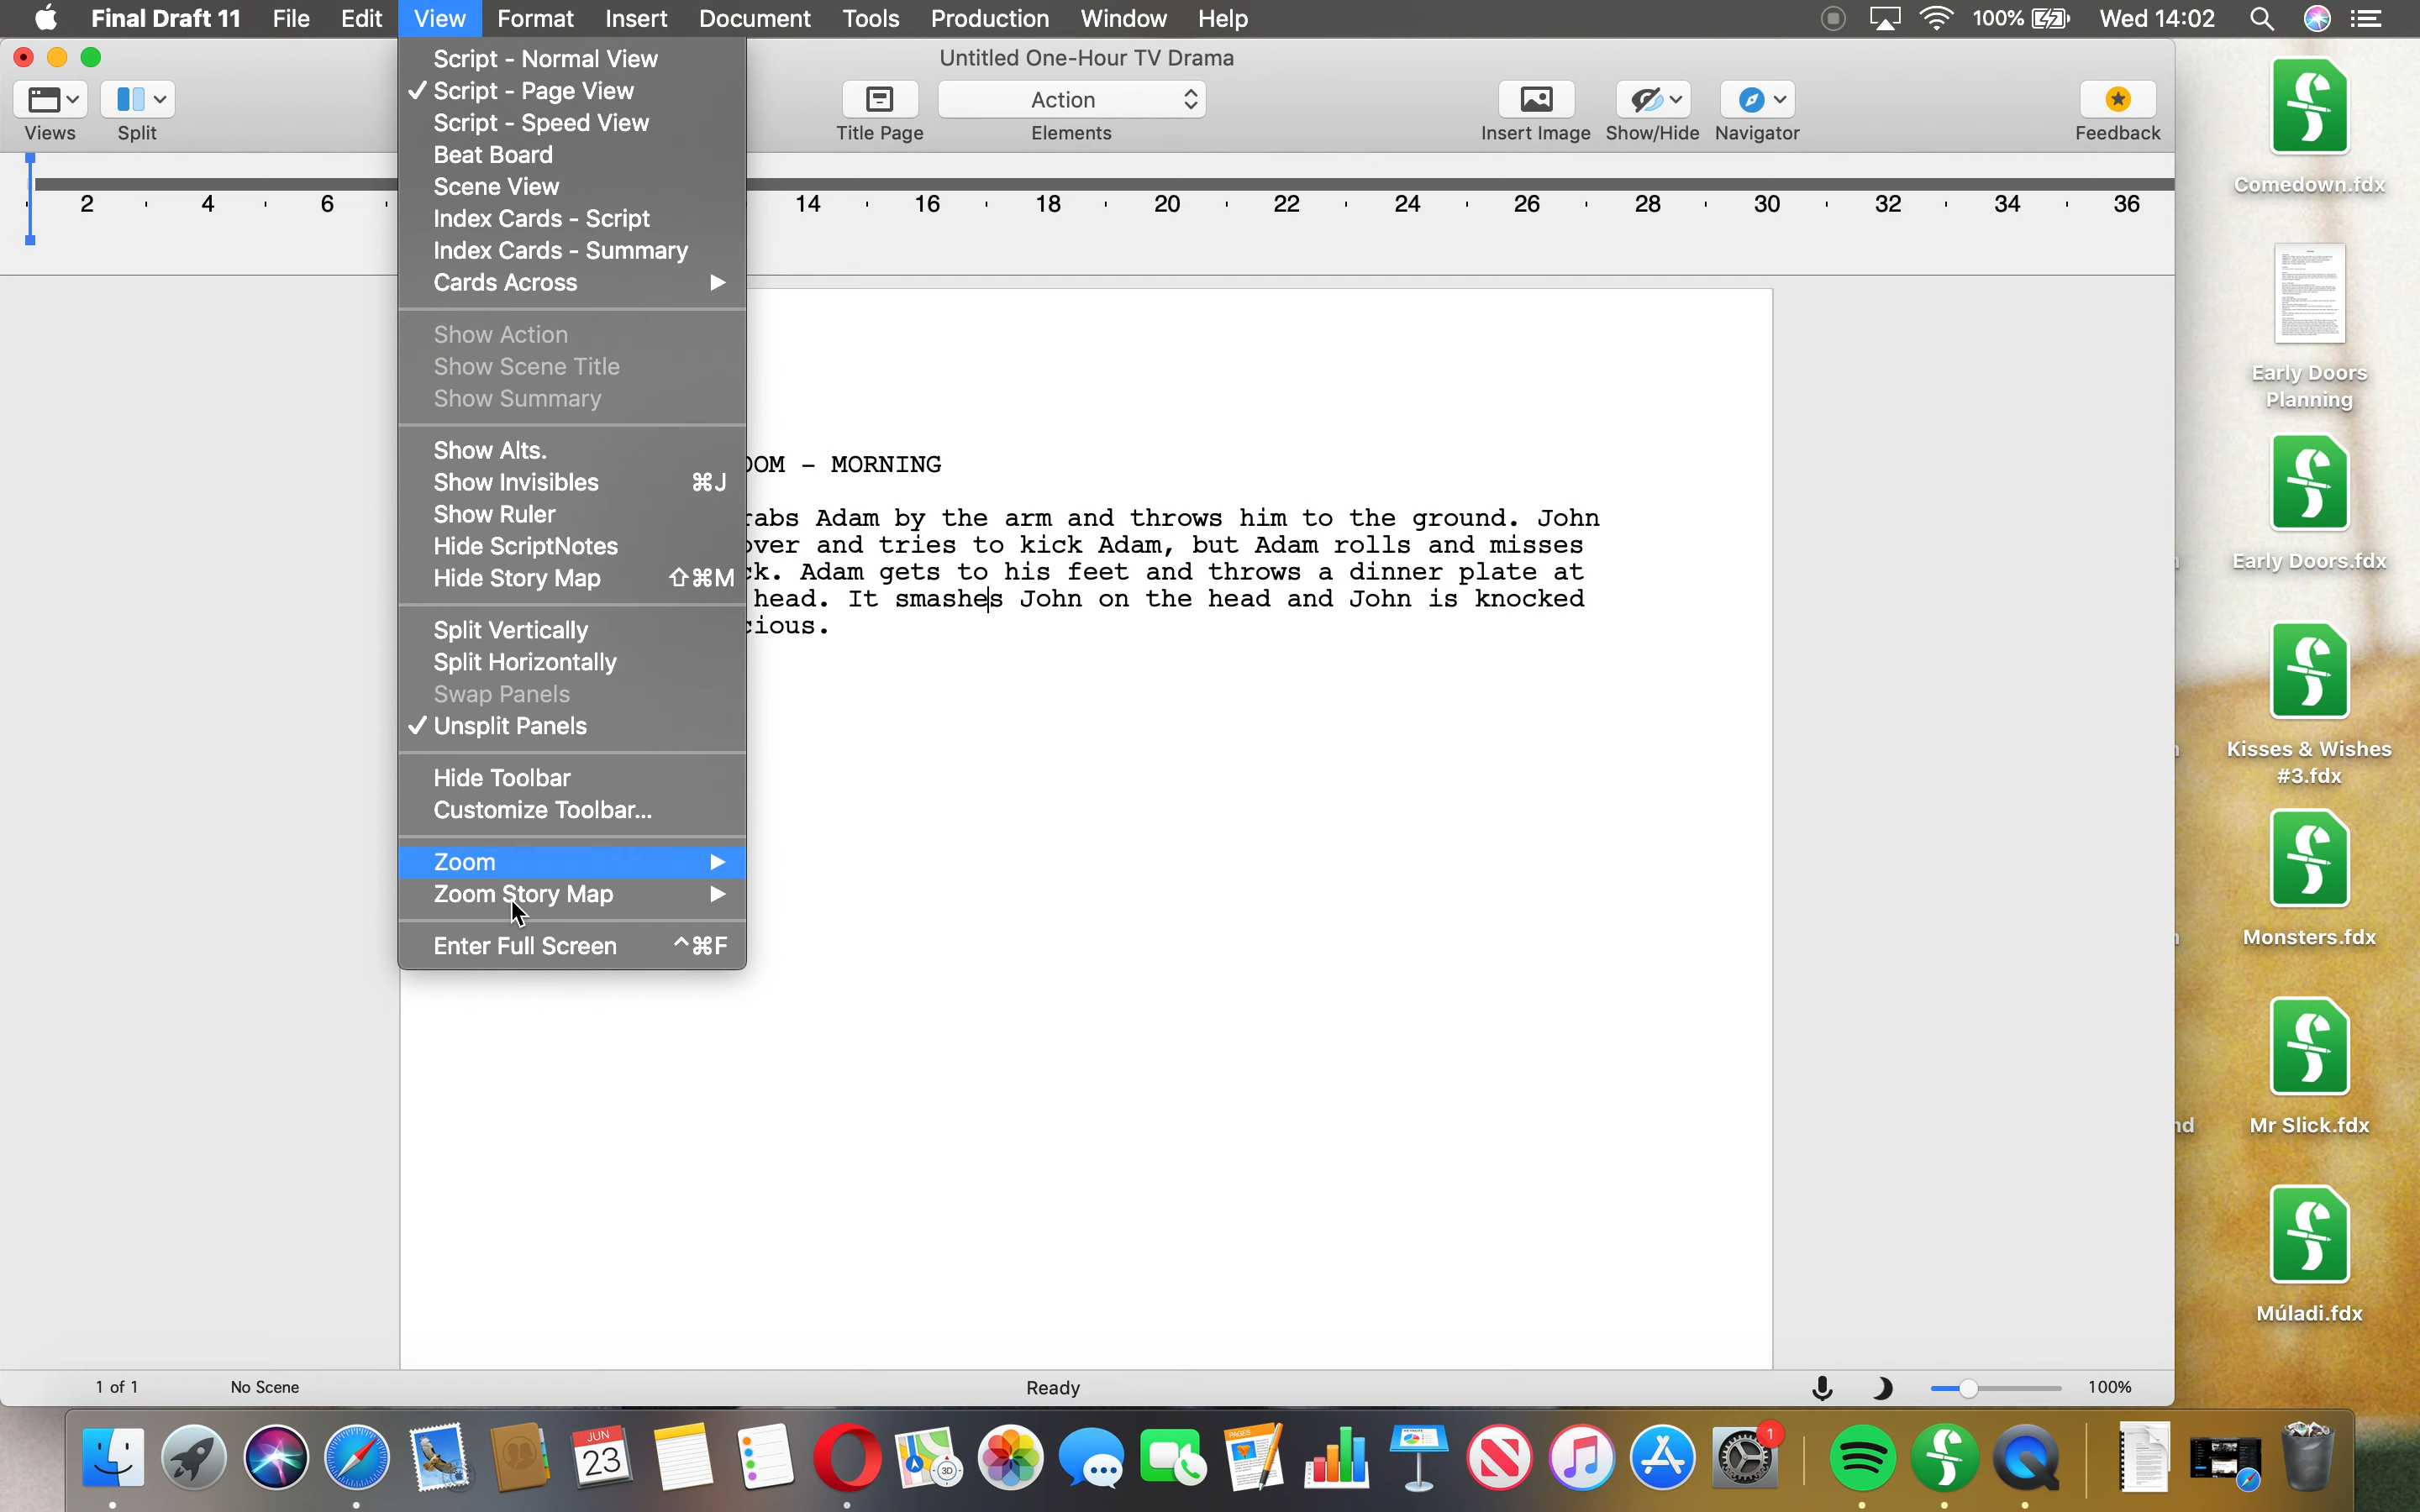 Final Draft 11 File Edit View Format Insert Document Tools Production Window Help 100% Wed 14:02
Untitled One-Hour TV Drama
Views Split Title Page Action Elements Insert Image Show/Hide Navigator Feedback
2 4 6 14 16 18 20 22 24 26 28 30 32 34 36
Script - Normal View
✓ Script - Page View
Script - Speed View
Beat Board
Scene View
Index Cards - Script
Index Cards - Summary
Cards Across ▶
Show Action
Show Scene Title
Show Summary
Show Alts.
Show Invisibles ⌘J
Show Ruler
Hide ScriptNotes
Hide Story Map ⇧⌘M
Split Vertically
Split Horizontally
Swap Panels
✓ Unsplit Panels
Hide Toolbar
Customize Toolbar...
Zoom ▶
Zoom Story Map ▶
Enter Full Screen ^⌘F
OOM - MORNING
rabs Adam by the arm and throws him to the ground. John
over and tries to kick Adam, but Adam rolls and misses
ck. Adam gets to his feet and throws a dinner plate at
head. It smashes John on the head and John is knocked
cious.
Comedown.fdx
Early Doors
Planning
Early Doors.fdx
Kisses & Wishes
#3.fdx
Monsters.fdx
nd
Mr Slick.fdx
Múladi.fdx
1 of 1 No Scene Ready 100%
JUN
23
3D
PAGES
1